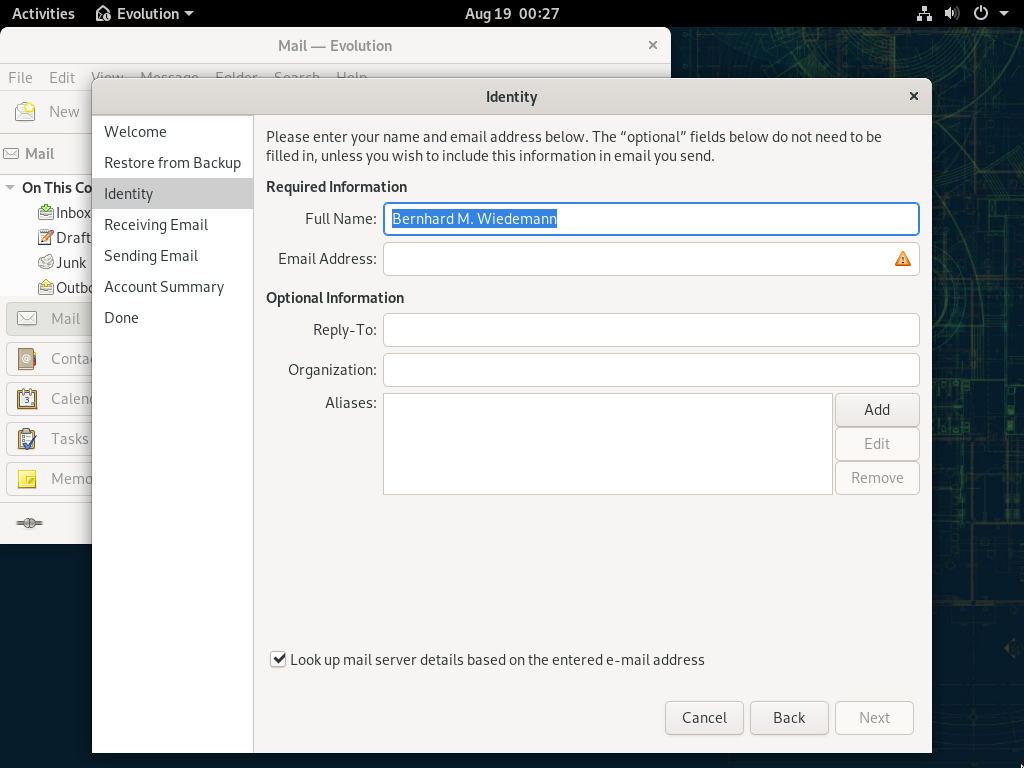 Activities Evolution Aug 19 00:27
Mail — Evolution
File Edit View Message Folder Search Help
Identity
New
Mail
On This Co
Inbox
Draft
Junk
Outbo
Mail
Conta
Calen
Tasks
Memo
Welcome
Restore from Backup
Identity
Receiving Email
Sending Email
Account Summary
Done
Please enter your name and email address below. The “optional” fields below do not need to be
filled in, unless you wish to include this information in email you send.
Required Information
Full Name: Bernhard M. Wiedemann
Email Address:
Optional Information
Reply-To:
Organization:
Aliases:
Add
Edit
Remove
Look up mail server details based on the entered e-mail address
Cancel Back Next